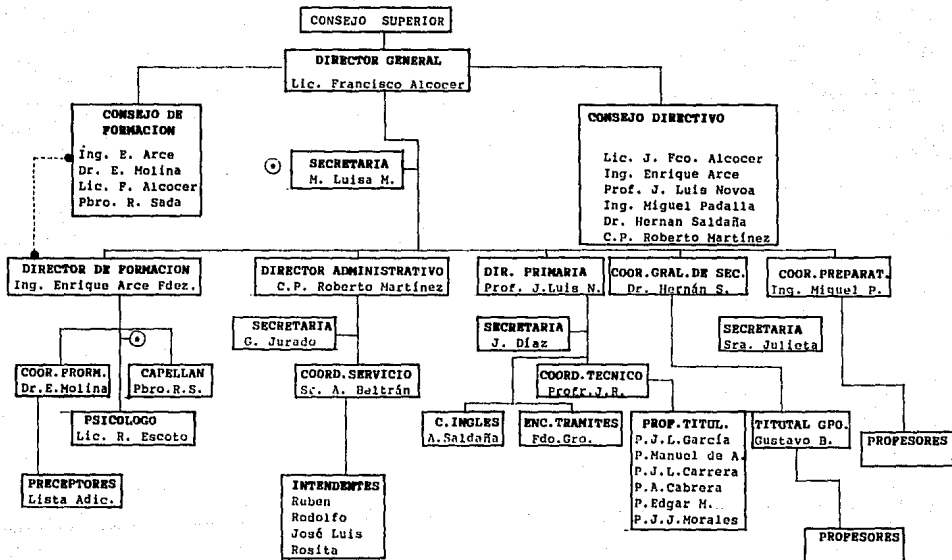 CONSEJO SUPERIOR
DIRECTOR GENERAL
Lic. Francisco Alcocer
CONSEJO DE
FORMACION
Ing. E. Arce
Dr. E. Molina
Lic. F. Alcocer
Pbro. R. Sada
SECRETARIA
M. Luisa M.
CONSEJO DIRECTIVO
Lic. J. Fco. Alcocer
Ing. Enrique Arce
Prof. J. Luis Novoa
Ing. Miguel Padalla
Dr. Hernan Saldaña
C.P. Roberto Martínez
DIRECTOR DE FORMACION
Ing. Enrique Arce Fdez.
DIRECTOR ADMINISTRATIVO
C.P. Roberto Martínez
DIR. PRIMARIA
Prof. J.Luis N.
COOR.GRAL.DE SEC.
Dr. Hernán S.
COOR.PREPARAT.
Ing. Miguel P.
SECRETARIA
G. Jurado
SECRETARIA
J. Díaz
SECRETARIA
Sra. Julieta
COOR.FRORM.
Dr.E.Molina
CAPELLAN
Pbro.R.S.
COORD.SERVICIO
Sr. A. Beltrán
COORD.TECNICO
Profr.J.R.
PSICOLOGO
Lic. R. Escoto
C.INGLES
A.Saldaña
ENC.TRAMITES
Fdo.Gro.
PROF.TITUL.
P.J.L.García
P.Manuel de A.
P.J.L.Carrera
P.A.Cabrera
P.Edgar M.
P.J.J.Morales
TITUTAL GPO.
Gustavo B.
PROFESORES
PRECEPTORES
Lista Adic.
INTENDENTES
Ruben
Rodolfo
José Luis
Rosita
PROFESORES